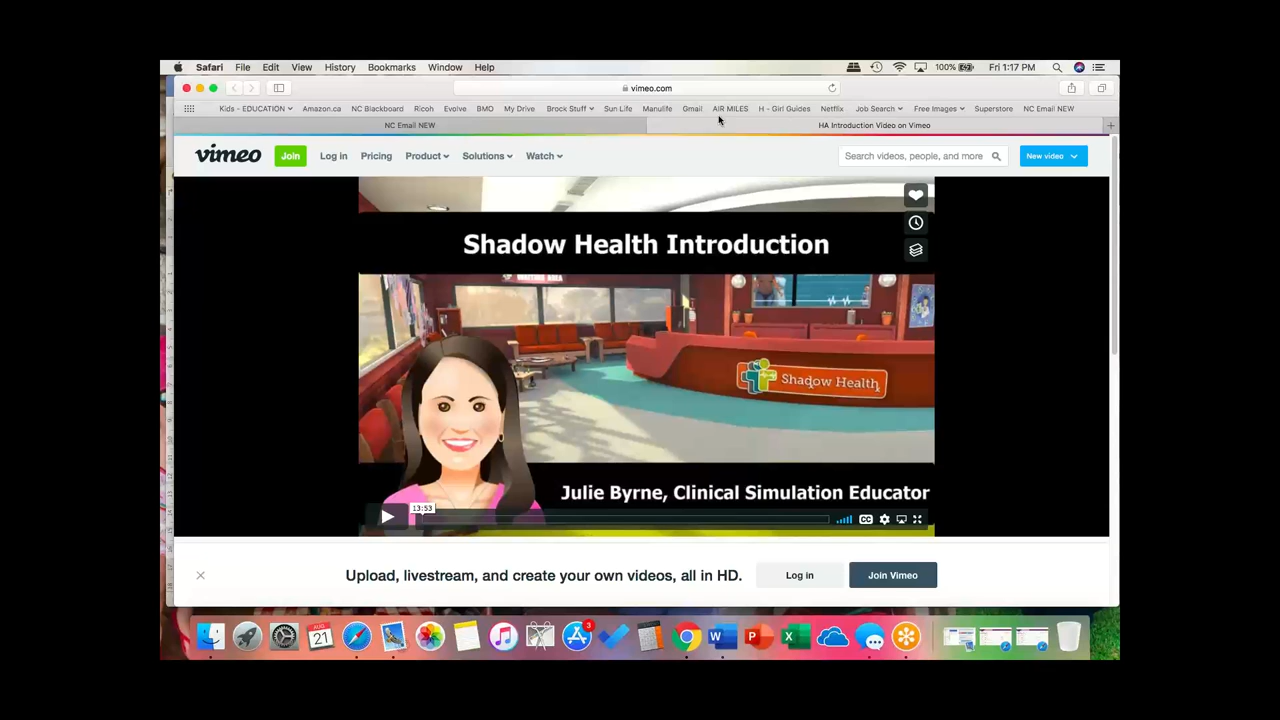 Safari File Edit View History Bookmarks Window Help 100% Fri 1:17 PM
vimeo.com
Kids - EDUCATION Amazon.ca NC Blackboard Ricoh Evolve BMO My Drive Brock Stuff Sun Life Manulife Gmail AIR MILES H - Girl Guides Netflix Job Search Free Images Superstore NC Email NEW
NC Email NEW HA Introduction Video on Vimeo
vimeo Join Log in Pricing Product Solutions Watch Search videos, people, and more New video
Shadow Health Introduction
Shadow Health
Julie Byrne, Clinical Simulation Educator
13:53
CC
Upload, livestream, and create your own videos, all in HD. Log in Join Vimeo
AUG
21
3
W P X